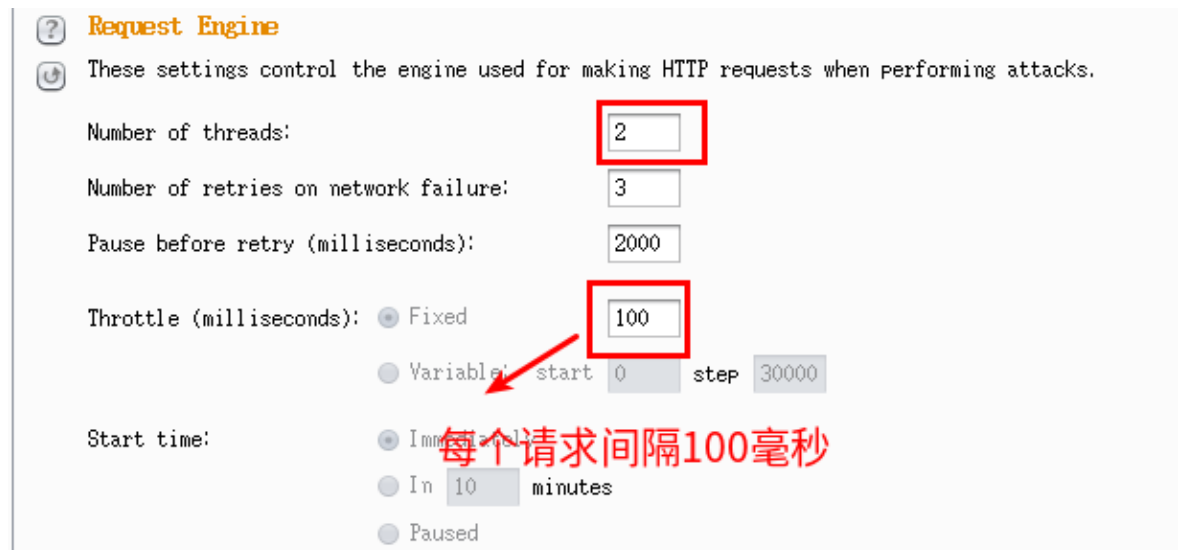 ? Request Engine
These settings control the engine used for making HTTP requests when performing attacks.
Number of threads: 2
Number of retries on network failure: 3
Pause before retry (milliseconds): 2000
Throttle (milliseconds): Fixed 100
Variable: start 0 step 30000
Start time: Immediately
每个请求间隔100毫秒
In 10 minutes
Paused